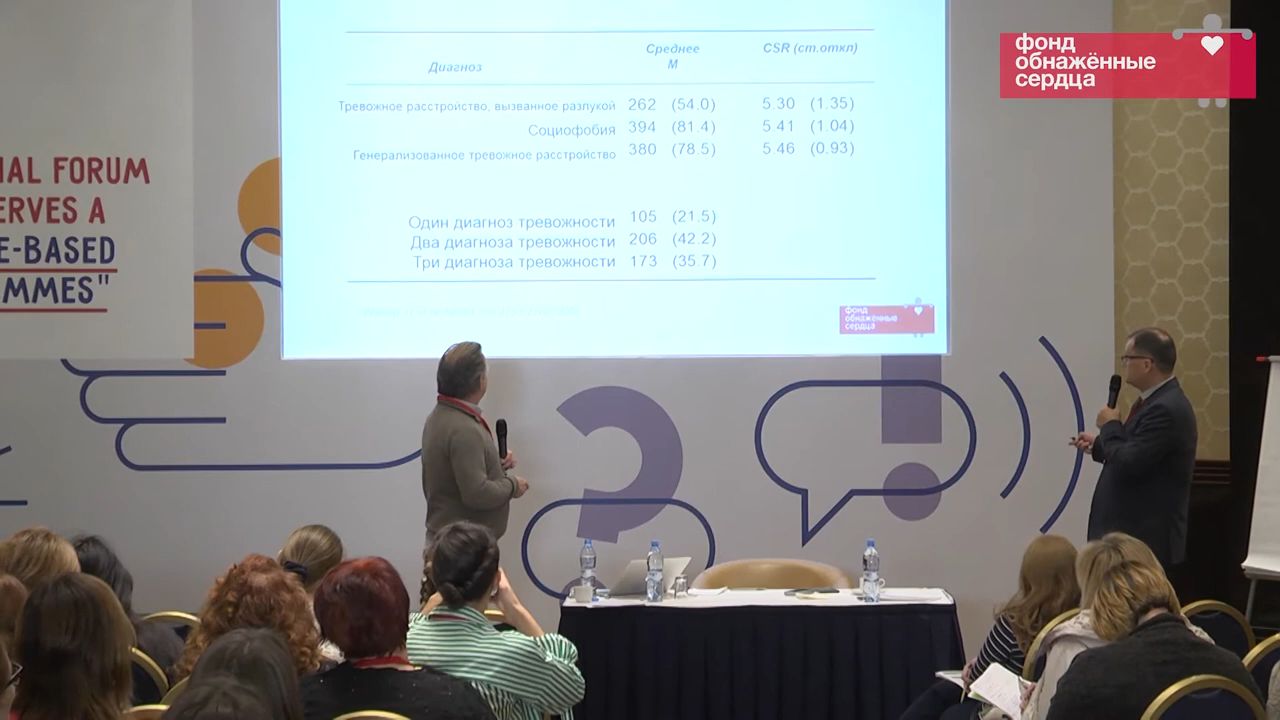 фонд
обнажённые
сердца
Диагноз
Среднее
М
CSR (ст.откл)
Тревожное расстройство, вызванное разлукой 262 (54.0) 5.30 (1.35)
Социофобия 394 (81.4) 5.41 (1.04)
Генерализованное тревожное расстройство 380 (78.5) 5.46 (0.93)
Один диагноз тревожности 105 (21.5)
Два диагноза тревожности 206 (42.2)
Три диагноза тревожности 173 (35.7)
фонд
обнажённые
сердца
NAL FORUM
ERVES A
E-BASED
MMES"